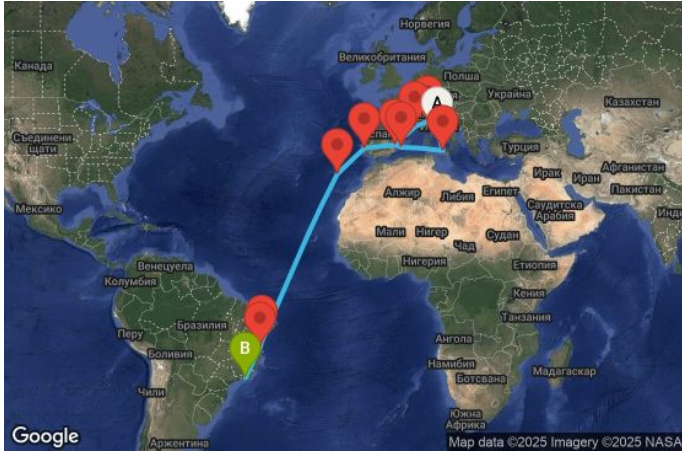 Норвегия
Канада
Великобритания
Полша
Украйна
Казахстан
Съединени
щати
Турция
Ирак
Иран
Афганистан
Пакистан
Мексико
Алжир
Либия
Египет
Саудитска
Арабия
Мали
Нигер
Чад
Судан
Нигерия
Етиопия
Венецуела
Колумбия
Кения
Танзания
Перу
Бразилия
Боливия
Ангола
Намибия
Ботсвана
Мадагаскар
Чили
Южна
Африка
Аржентина
A
B
Google
Map data ©2025 Imagery ©2025 NASA